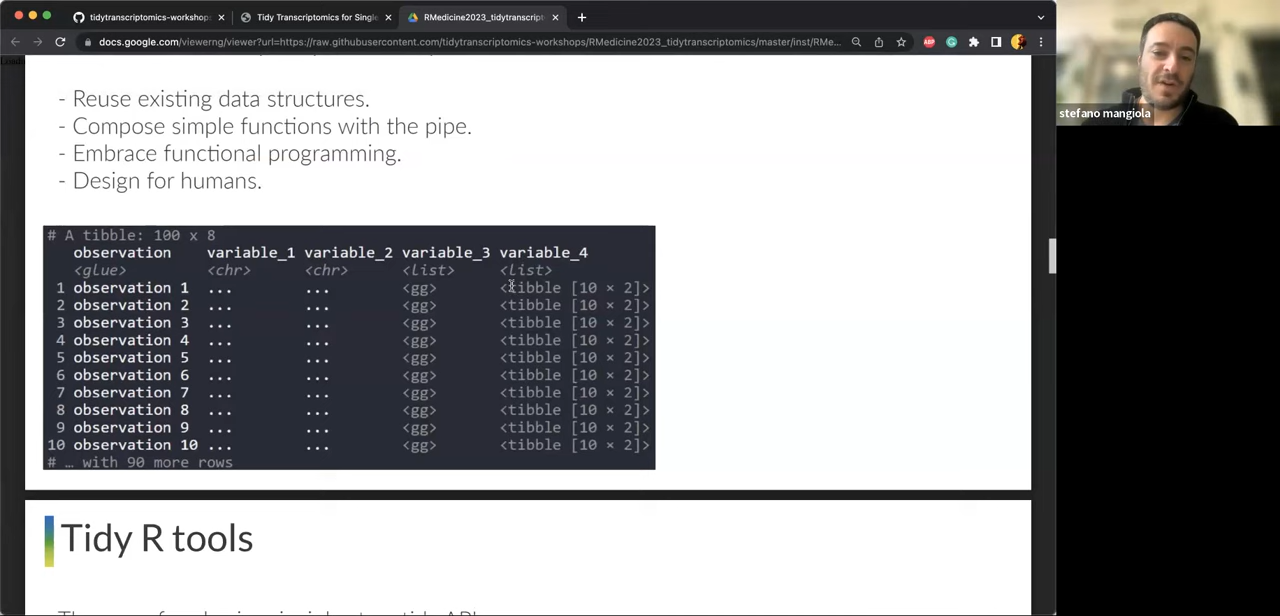 tidytranscriptomics-workshops
Tidy Transcriptomics for Single
RMedicine2023_tidytranscript
docs.google.com/viewerng/viewer?url=https://raw.githubusercontent.com/tidytranscriptomics-workshops/RMedicine2023_tidytranscriptomics/master/inst/RMe...
ABP
- Reuse existing data structures.
- Compose simple functions with the pipe.
- Embrace functional programming.
- Design for humans.
stefano mangiola
# A tibble: 100 x 8
observation variable_1 variable_2 variable_3 variable_4
<glue> <chr> <chr> <list> <list>
1 observation 1 ... ... <gg> <tibble [10 × 2]>
2 observation 2 ... ... <gg> <tibble [10 × 2]>
3 observation 3 ... ... <gg> <tibble [10 × 2]>
4 observation 4 ... ... <gg> <tibble [10 × 2]>
5 observation 5 ... ... <gg> <tibble [10 × 2]>
6 observation 6 ... ... <gg> <tibble [10 × 2]>
7 observation 7 ... ... <gg> <tibble [10 × 2]>
8 observation 8 ... ... <gg> <tibble [10 × 2]>
9 observation 9 ... ... <gg> <tibble [10 × 2]>
10 observation 10 ... ... <gg> <tibble [10 × 2]>
# … with 90 more rows
Tidy R tools